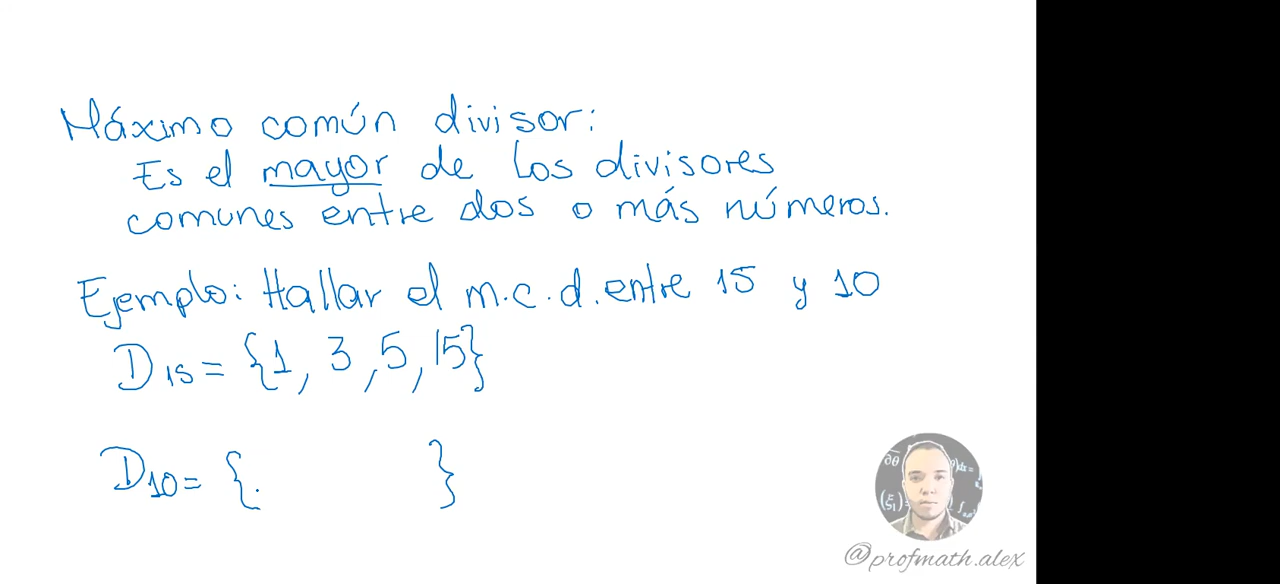 Máximo común divisor:
Es el mayor de los divisores
comunes entre dos o más números.
Ejemplo: Hallar el m.c.d. entre 15 y 10
D15 = {1, 3, 5, 15}
D10 = {. }
@profmath.alex